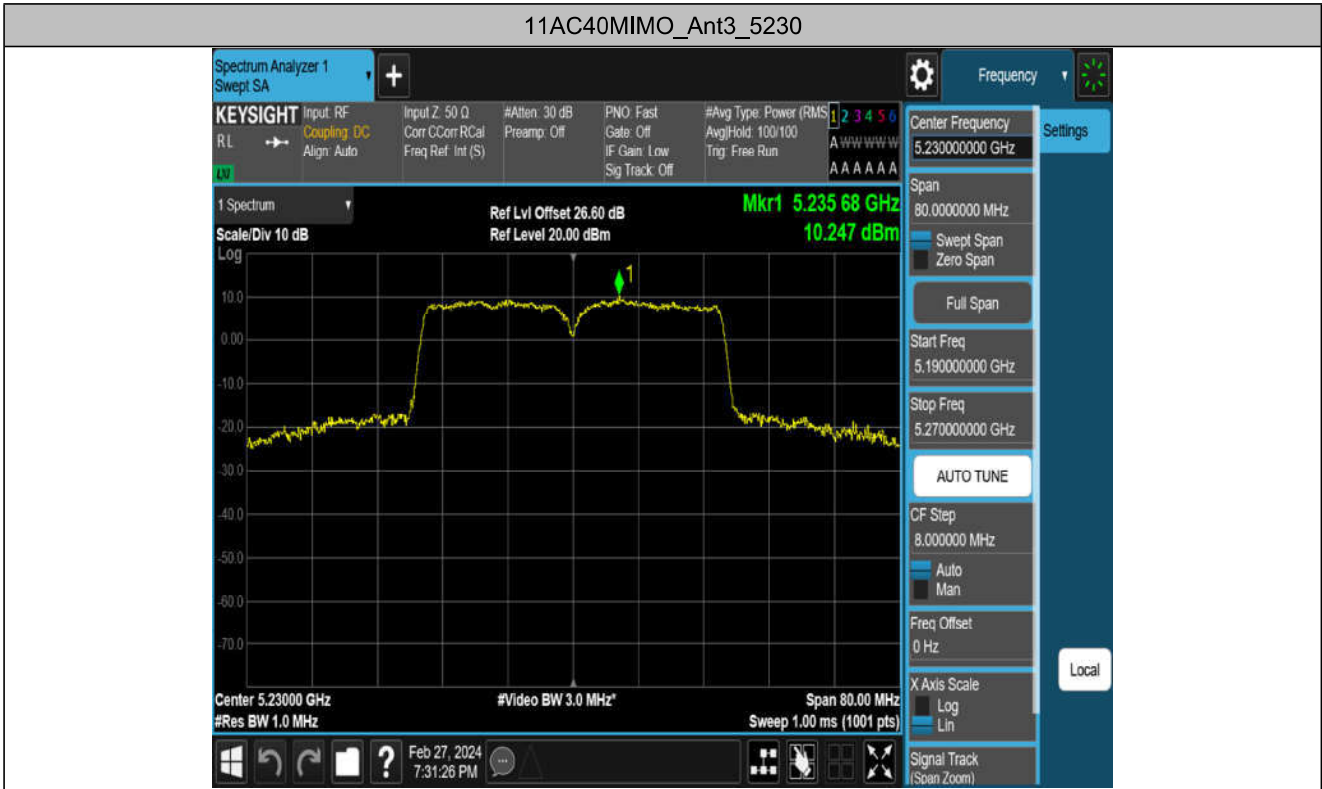 11AC40MIMO_Ant3_5230
Spectrum Analyzer 1
Swept SA
+
Frequency
KEYSIGHT
RL
Input: RF
Coupling: DC
Align: Auto
Input Z: 50 Ω
Corr CCorr RCal
Freq Ref: Int (S)
#Atten: 30 dB
Preamp: Off
PNO: Fast
Gate: Off
IF Gain: Low
Sig Track: Off
#Avg Type: Power (RMS
Avg|Hold: 100/100
Trig: Free Run
1 2 3 4 5 6
A W W W W W
A A A A A A
LXI
1 Spectrum
Scale/Div 10 dB
Log
Ref Lvl Offset 26.60 dB
Ref Level 20.00 dBm
Mkr1 5.235 68 GHz
10.247 dBm
1
10.0
0.00
-10.0
-20.0
-30.0
-40.0
-50.0
-60.0
-70.0
Center 5.23000 GHz
#Res BW 1.0 MHz
#Video BW 3.0 MHz*
Span 80.00 MHz
Sweep 1.00 ms (1001 pts)
Feb 27, 2024
7:31:26 PM
?
Center Frequency
5.230000000 GHz
Span
80.0000000 MHz
Swept Span
Zero Span
Full Span
Start Freq
5.190000000 GHz
Stop Freq
5.270000000 GHz
AUTO TUNE
CF Step
8.000000 MHz
Auto
Man
Freq Offset
0 Hz
X Axis Scale
Log
Lin
Signal Track
(Span Zoom)
Settings
Local